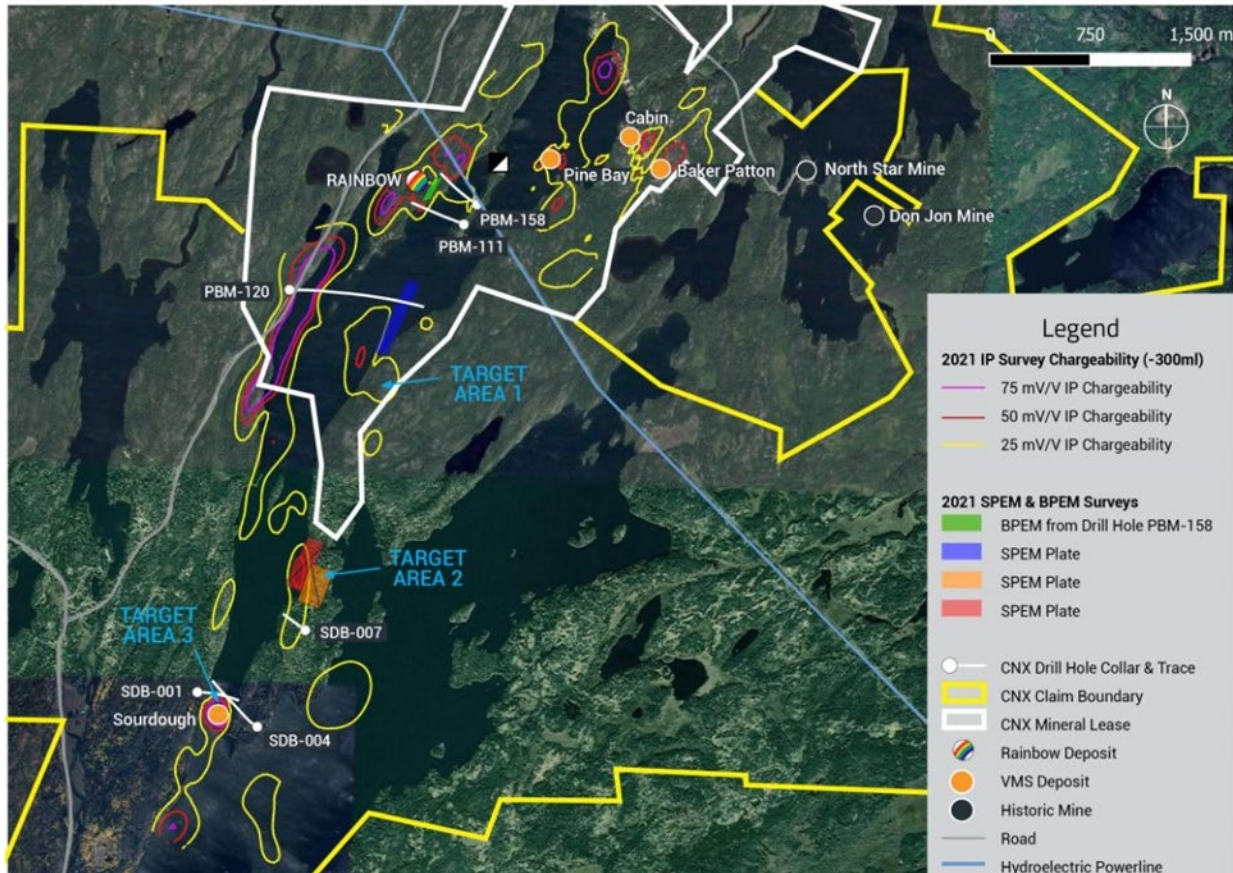 0 750 1,500 m
N
Cabin
RAINBOW
Pine Bay
Baker Patton
North Star Mine
PBM-158
Don Jon Mine
PBM-111
PBM-120
TARGET
AREA 1
TARGET
AREA 2
TARGET
AREA 3
SDB-007
SDB-001
Sourdough
SDB-004
Legend
2021 IP Survey Chargeability (-300ml)
75 mV/V IP Chargeability
50 mV/V IP Chargeability
25 mV/V IP Chargeability
2021 SPEM & BPEM Surveys
BPEM from Drill Hole PBM-158
SPEM Plate
SPEM Plate
SPEM Plate
CNX Drill Hole Collar & Trace
CNX Claim Boundary
CNX Mineral Lease
Rainbow Deposit
VMS Deposit
Historic Mine
Road
Hydroelectric Powerline